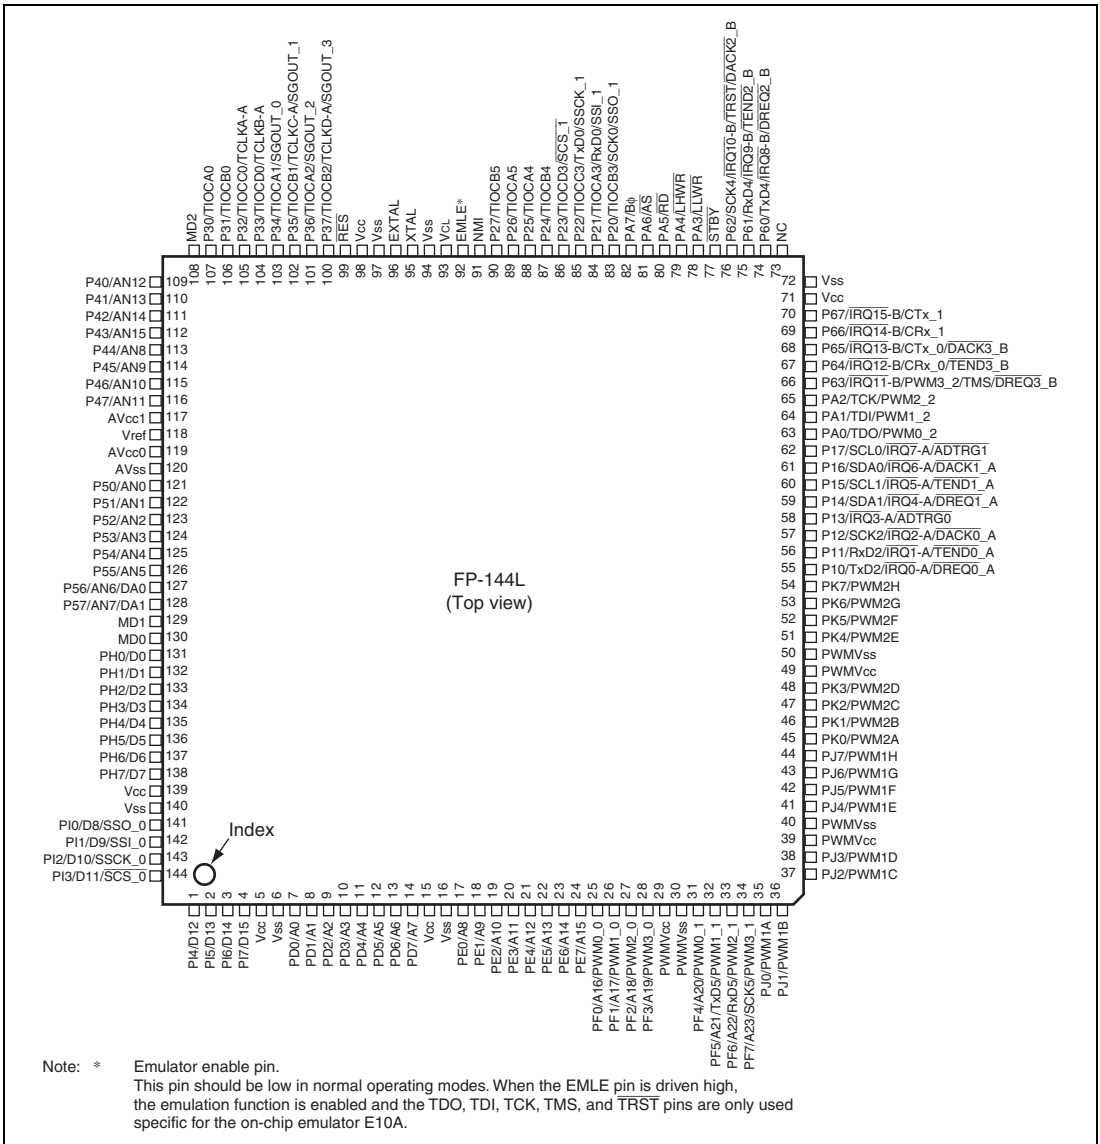 MD2
P30/TIOCA0
P31/TIOCB0
P32/TIOCC0/TCLKA-A
P33/TIOCD0/TCLKB-A
P34/TIOCA1/SGOUT_0
P35/TIOCB1/TCLKC-A/SGOUT_1
P36/TIOCA2/SGOUT_2
P37/TIOCB2/TCLKD-A/SGOUT_3
RES
Vcc
Vss
EXTAL
XTAL
Vss
VCL
EMLE*
NMI
P27/TIOCB5
P26/TIOCA5
P25/TIOCA4
P24/TIOCB4
P23/TIOCD3/SCS_1
P22/TIOCC3/TxD0/SSCK_1
P21/TIOCA3/RxD0/SSI_1
P20/TIOCB3/SCK0/SSO_1
PA7/Bϕ
PA6/AS
PA5/RD
PA4/LHWR
PA3/LLWR
STBY
P62/SCK4/IRQ10-B/TRST/DACK2_B
P61/RxD4/IRQ9-B/TEND2_B
P60/TxD4/IRQ8-B/DREQ2_B
NC
108 107 106 105 104 103 102 101 100 99 98 97 96 95 94 93 92 91 90 89 88 87 86 85 84 83 82 81 80 79 78 77 76 75 74 73
P40/AN12 109
P41/AN13 110
P42/AN14 111
P43/AN15 112
P44/AN8 113
P45/AN9 114
P46/AN10 115
P47/AN11 116
AVcc1 117
Vref 118
AVcc0 119
AVss 120
P50/AN0 121
P51/AN1 122
P52/AN2 123
P53/AN3 124
P54/AN4 125
P55/AN5 126
P56/AN6/DA0 127
P57/AN7/DA1 128
MD1 129
MD0 130
PH0/D0 131
PH1/D1 132
PH2/D2 133
PH3/D3 134
PH4/D4 135
PH5/D5 136
PH6/D6 137
PH7/D7 138
Vcc 139
Vss 140
PI0/D8/SSO_0 141
PI1/D9/SSI_0 142
PI2/D10/SSCK_0 143
PI3/D11/SCS_0 144
Index
FP-144L
(Top view)
72 Vss
71 Vcc
70 P67/IRQ15-B/CTx_1
69 P66/IRQ14-B/CRx_1
68 P65/IRQ13-B/CTx_0/DACK3_B
67 P64/IRQ12-B/CRx_0/TEND3_B
66 P63/IRQ11-B/PWM3_2/TMS/DREQ3_B
65 PA2/TCK/PWM2_2
64 PA1/TDI/PWM1_2
63 PA0/TDO/PWM0_2
62 P17/SCL0/IRQ7-A/ADTRG1
61 P16/SDA0/IRQ6-A/DACK1_A
60 P15/SCL1/IRQ5-A/TEND1_A
59 P14/SDA1/IRQ4-A/DREQ1_A
58 P13/IRQ3-A/ADTRG0
57 P12/SCK2/IRQ2-A/DACK0_A
56 P11/RxD2/IRQ1-A/TEND0_A
55 P10/TxD2/IRQ0-A/DREQ0_A
54 PK7/PWM2H
53 PK6/PWM2G
52 PK5/PWM2F
51 PK4/PWM2E
50 PWMVss
49 PWMVcc
48 PK3/PWM2D
47 PK2/PWM2C
46 PK1/PWM2B
45 PK0/PWM2A
44 PJ7/PWM1H
43 PJ6/PWM1G
42 PJ5/PWM1F
41 PJ4/PWM1E
40 PWMVss
39 PWMVcc
38 PJ3/PWM1D
37 PJ2/PWM1C
1 2 3 4 5 6 7 8 9 10 11 12 13 14 15 16 17 18 19 20 21 22 23 24 25 26 27 28 29 30 31 32 33 34 35 36
PI4/D12
PI5/D13
PI6/D14
PI7/D15
Vcc
Vss
PD0/A0
PD1/A1
PD2/A2
PD3/A3
PD4/A4
PD5/A5
PD6/A6
PD7/A7
Vcc
Vss
PE0/A8
PE1/A9
PE2/A10
PE3/A11
PE4/A12
PE5/A13
PE6/A14
PE7/A15
PF0/A16/PWM0_0
PF1/A17/PWM1_0
PF2/A18/PWM2_0
PF3/A19/PWM3_0
PWMVcc
PWMVss
PF4/A20/PWM0_1
PF5/A21/TxD5/PWM1_1
PF6/A22/RxD5/PWM2_1
PF7/A23/SCK5/PWM3_1
PJ0/PWM1A
PJ1/PWM1B
Note: * Emulator enable pin.
This pin should be low in normal operating modes. When the EMLE pin is driven high,
the emulation function is enabled and the TDO, TDI, TCK, TMS, and TRST pins are only used
specific for the on-chip emulator E10A.